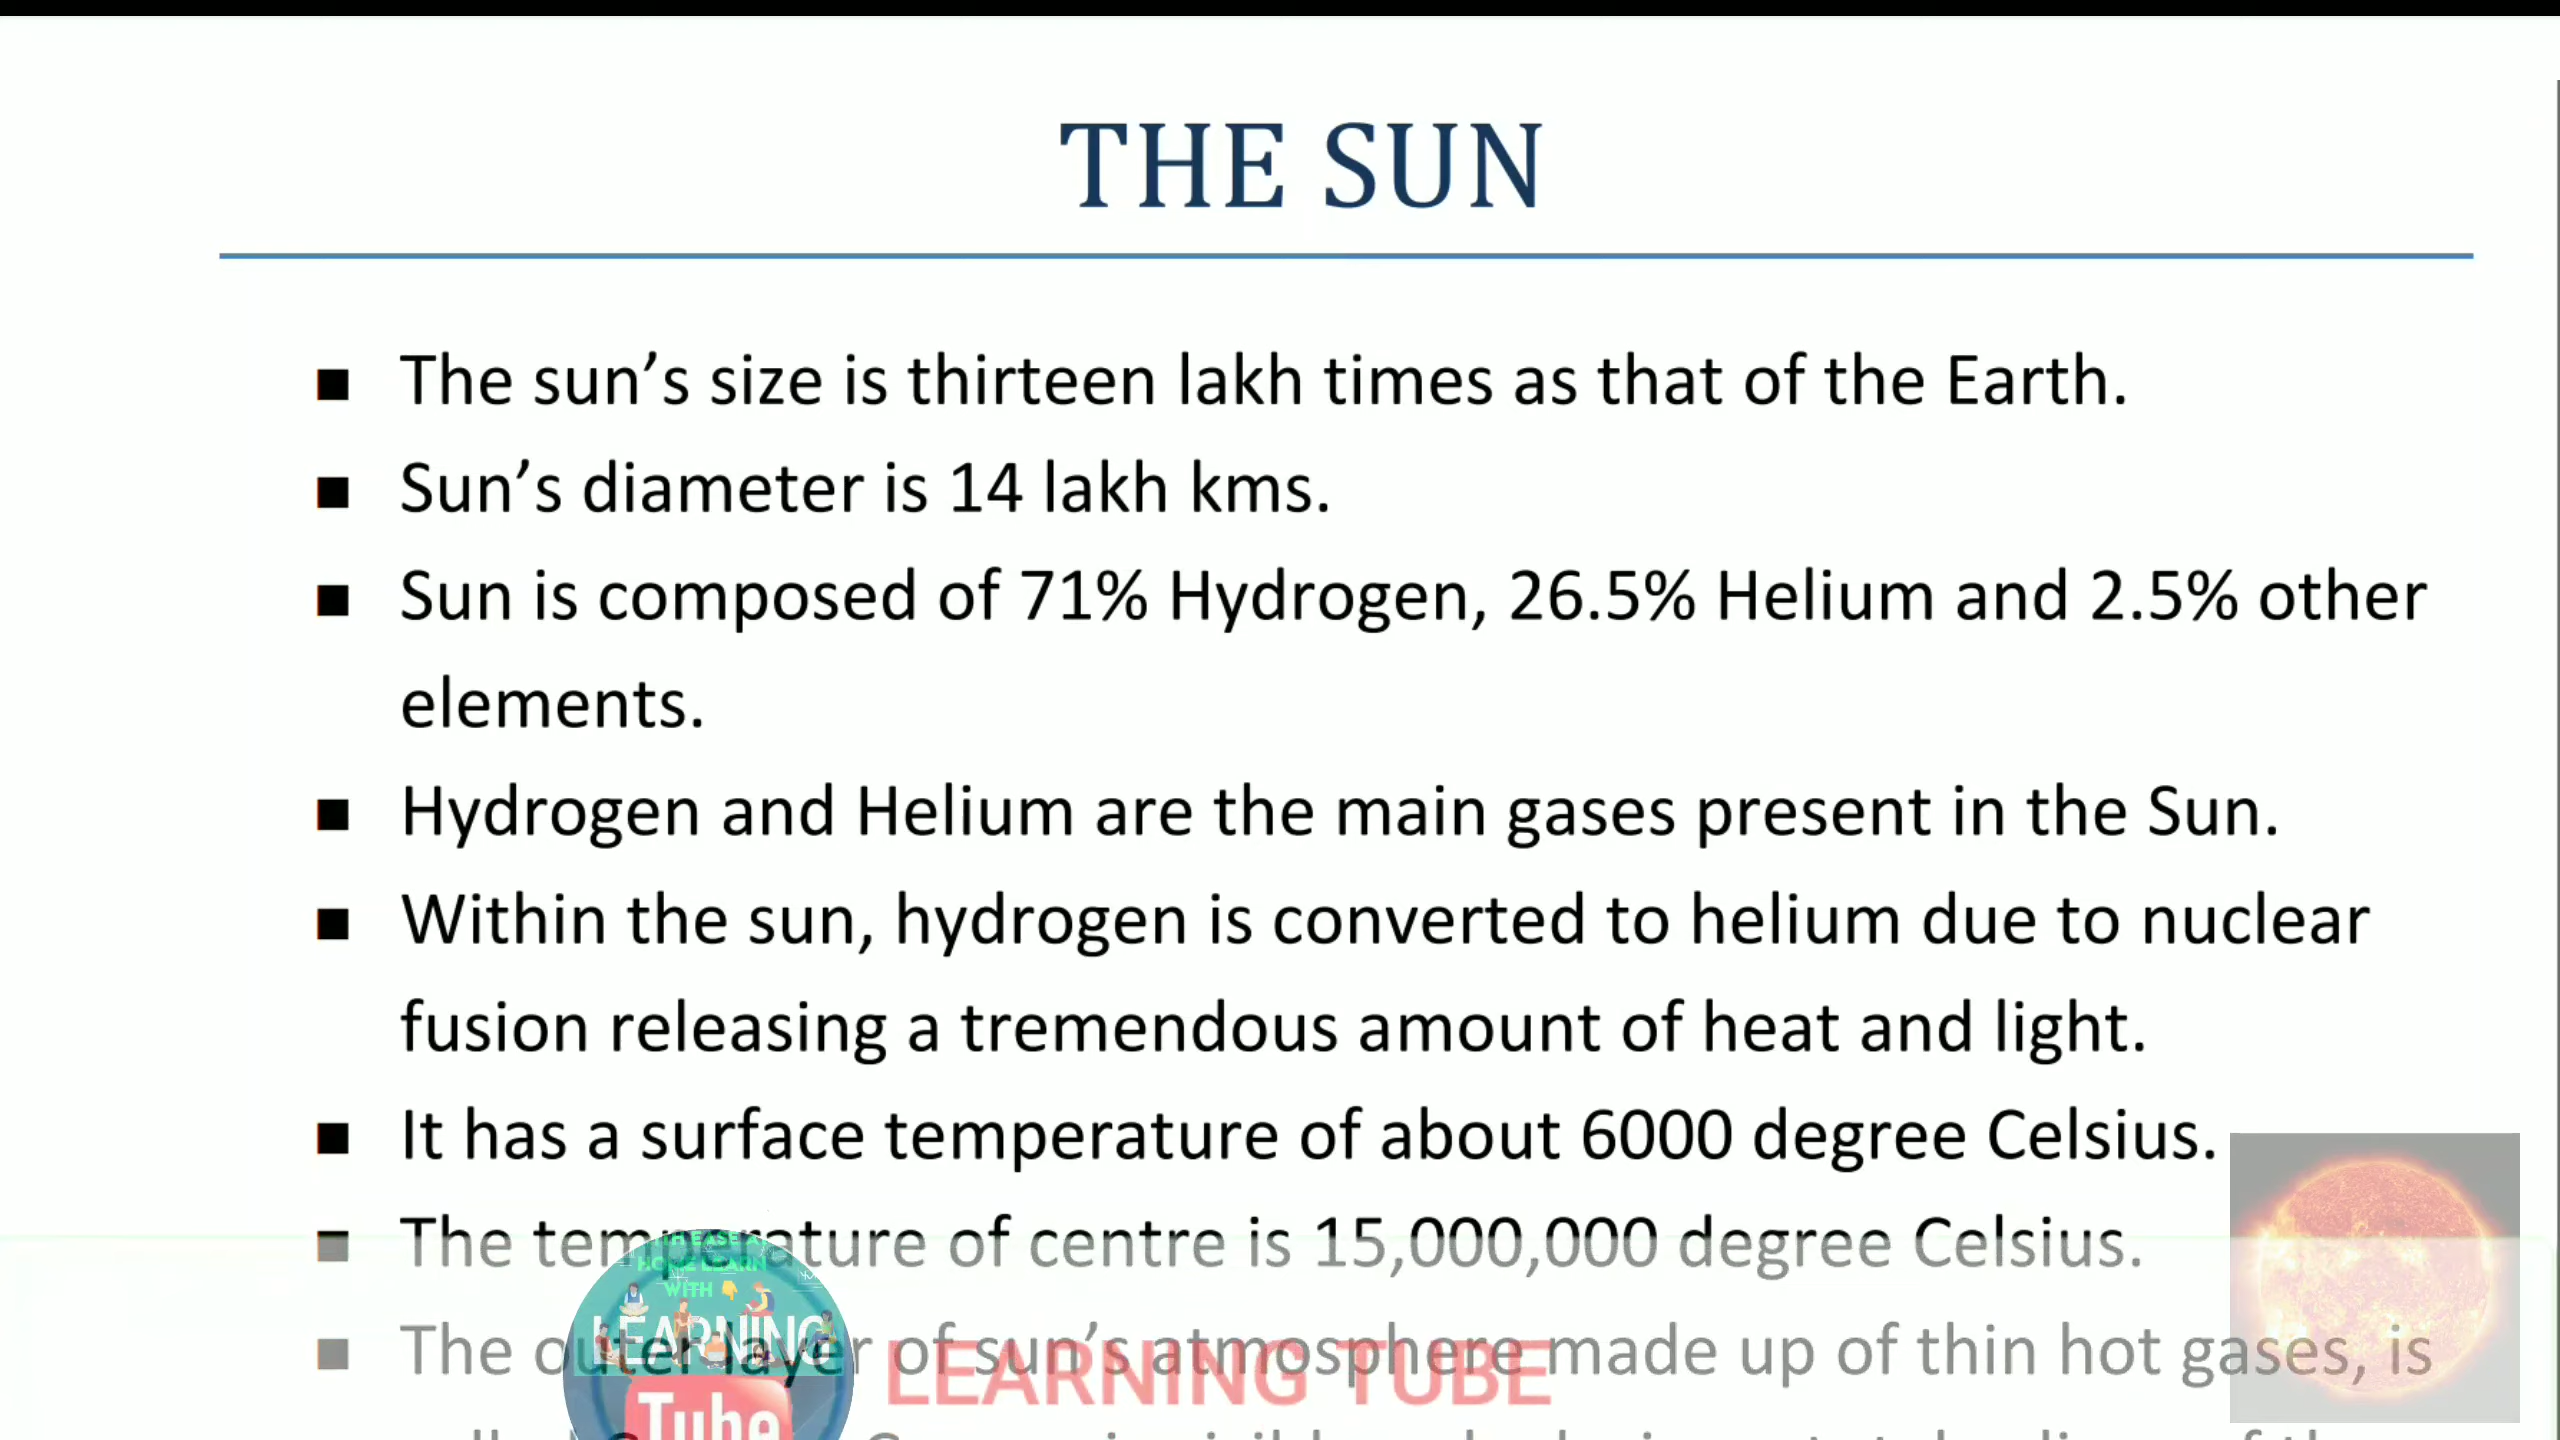 THE SUN
■ The sun’s size is thirteen lakh times as that of the Earth.
■ Sun’s diameter is 14 lakh kms.
■ Sun is composed of 71% Hydrogen, 26.5% Helium and 2.5% other
elements.
■ Hydrogen and Helium are the main gases present in the Sun.
■ Within the sun, hydrogen is converted to helium due to nuclear
fusion releasing a tremendous amount of heat and light.
■ It has a surface temperature of about 6000 degree Celsius.
■ The temperature of centre is 15,000,000 degree Celsius.
■ The outer layer of sun’s atmosphere made up of thin hot gases, is
HOME LEARN
WITH 👇
LEARNING
Tube
LEARNING TUBE